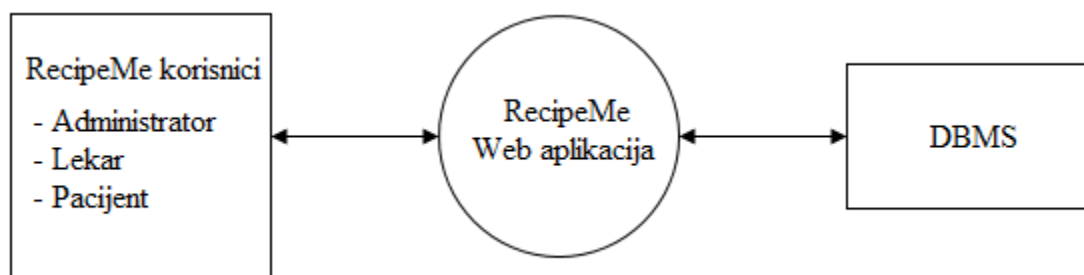 RecipeMe korisnici
- Administrator
- Lekar
- Pacijent
RecipeMe
Web aplikacija
DBMS